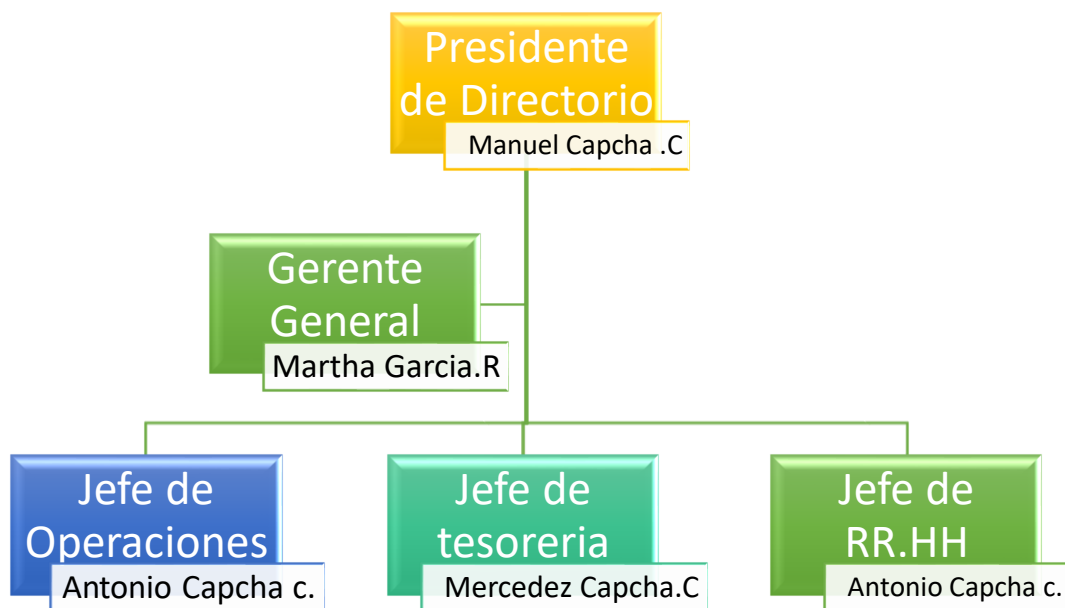 Presidente
de Directorio
Manuel Capcha .C
Gerente
General
Martha Garcia.R
Jefe de
Operaciones
Antonio Capcha c.
Jefe de
tesoreria
Mercedez Capcha.C
Jefe de
RR.HH
Antonio Capcha c.